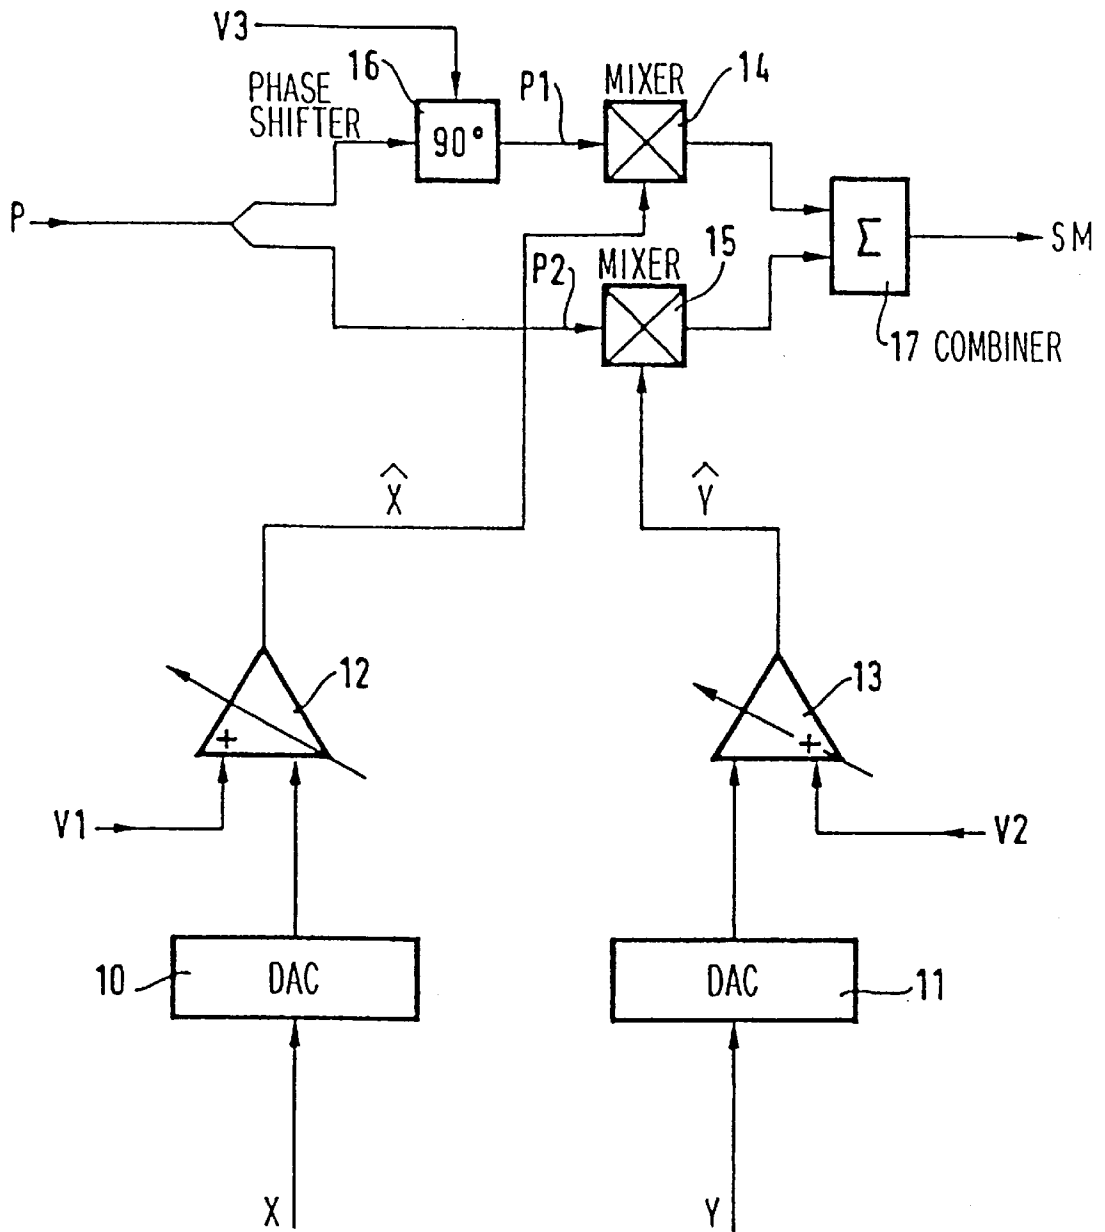 V3
16
PHASE
SHIFTER
90°
P1
MIXER
14
P
Σ
SM
P2
MIXER
15
17 COMBINER
X̂
Ŷ
12
+
13
+
V1
V2
10
DAC
DAC
11
X
Y